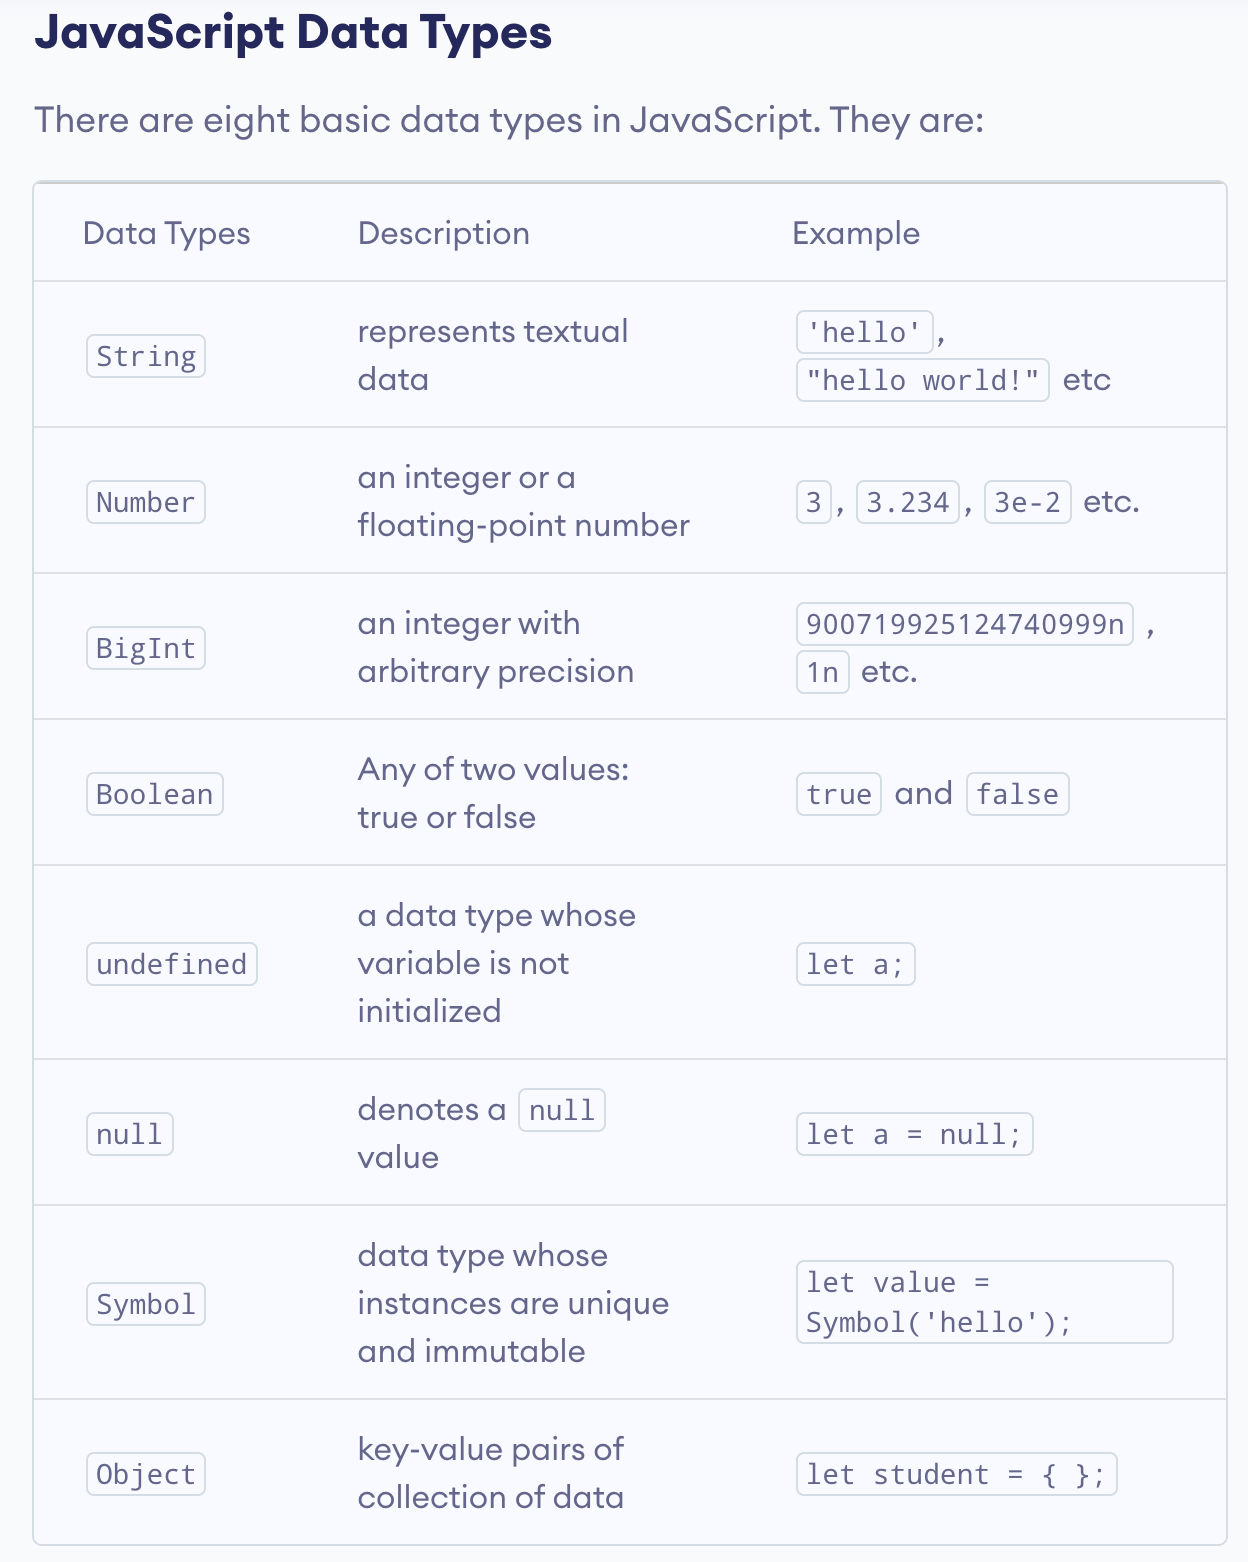 JavaScript Data Types
There are eight basic data types in JavaScript. They are:
Data Types Description Example
String
represents textual
data
'hello',
"hello world!" etc
Number
an integer or a
floating-point number
3, 3.234, 3e-2 etc.
BigInt
an integer with
arbitrary precision
900719925124740999n ,
1n etc.
Boolean
Any of two values:
true or false
true and false
undefined
a data type whose
variable is not
initialized
let a;
null
denotes a null
value
let a = null;
Symbol
data type whose
instances are unique
and immutable
let value =
Symbol('hello');
Object
key-value pairs of
collection of data
let student = { };